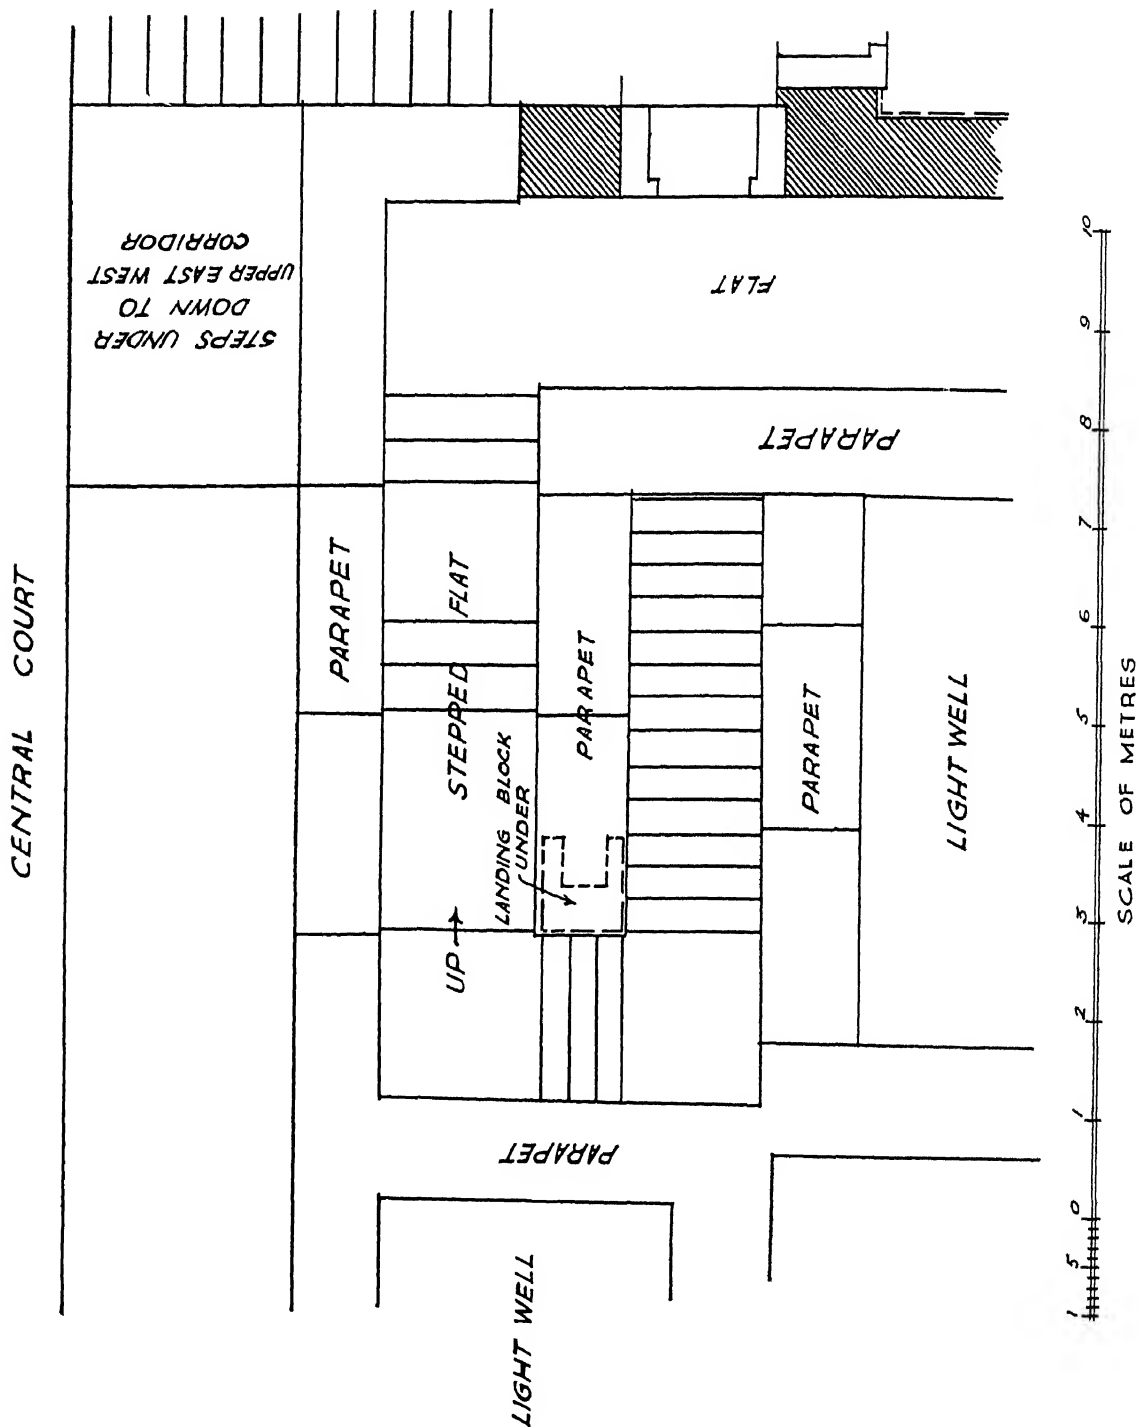 CENTRAL COURT
STEPS UNDER
DOWN TO
UPPER EAST WEST
CORRIDOR
PARAPET
FLAT
STEPPED
UP
LANDING BLOCK
UNDER
PARAPET
PARAPET
FLAT
PARAPET
LIGHT WELL
PARAPET
LIGHT WELL
1 5 0 1 2 3 4 5 6 7 8 9 10
SCALE OF METRES